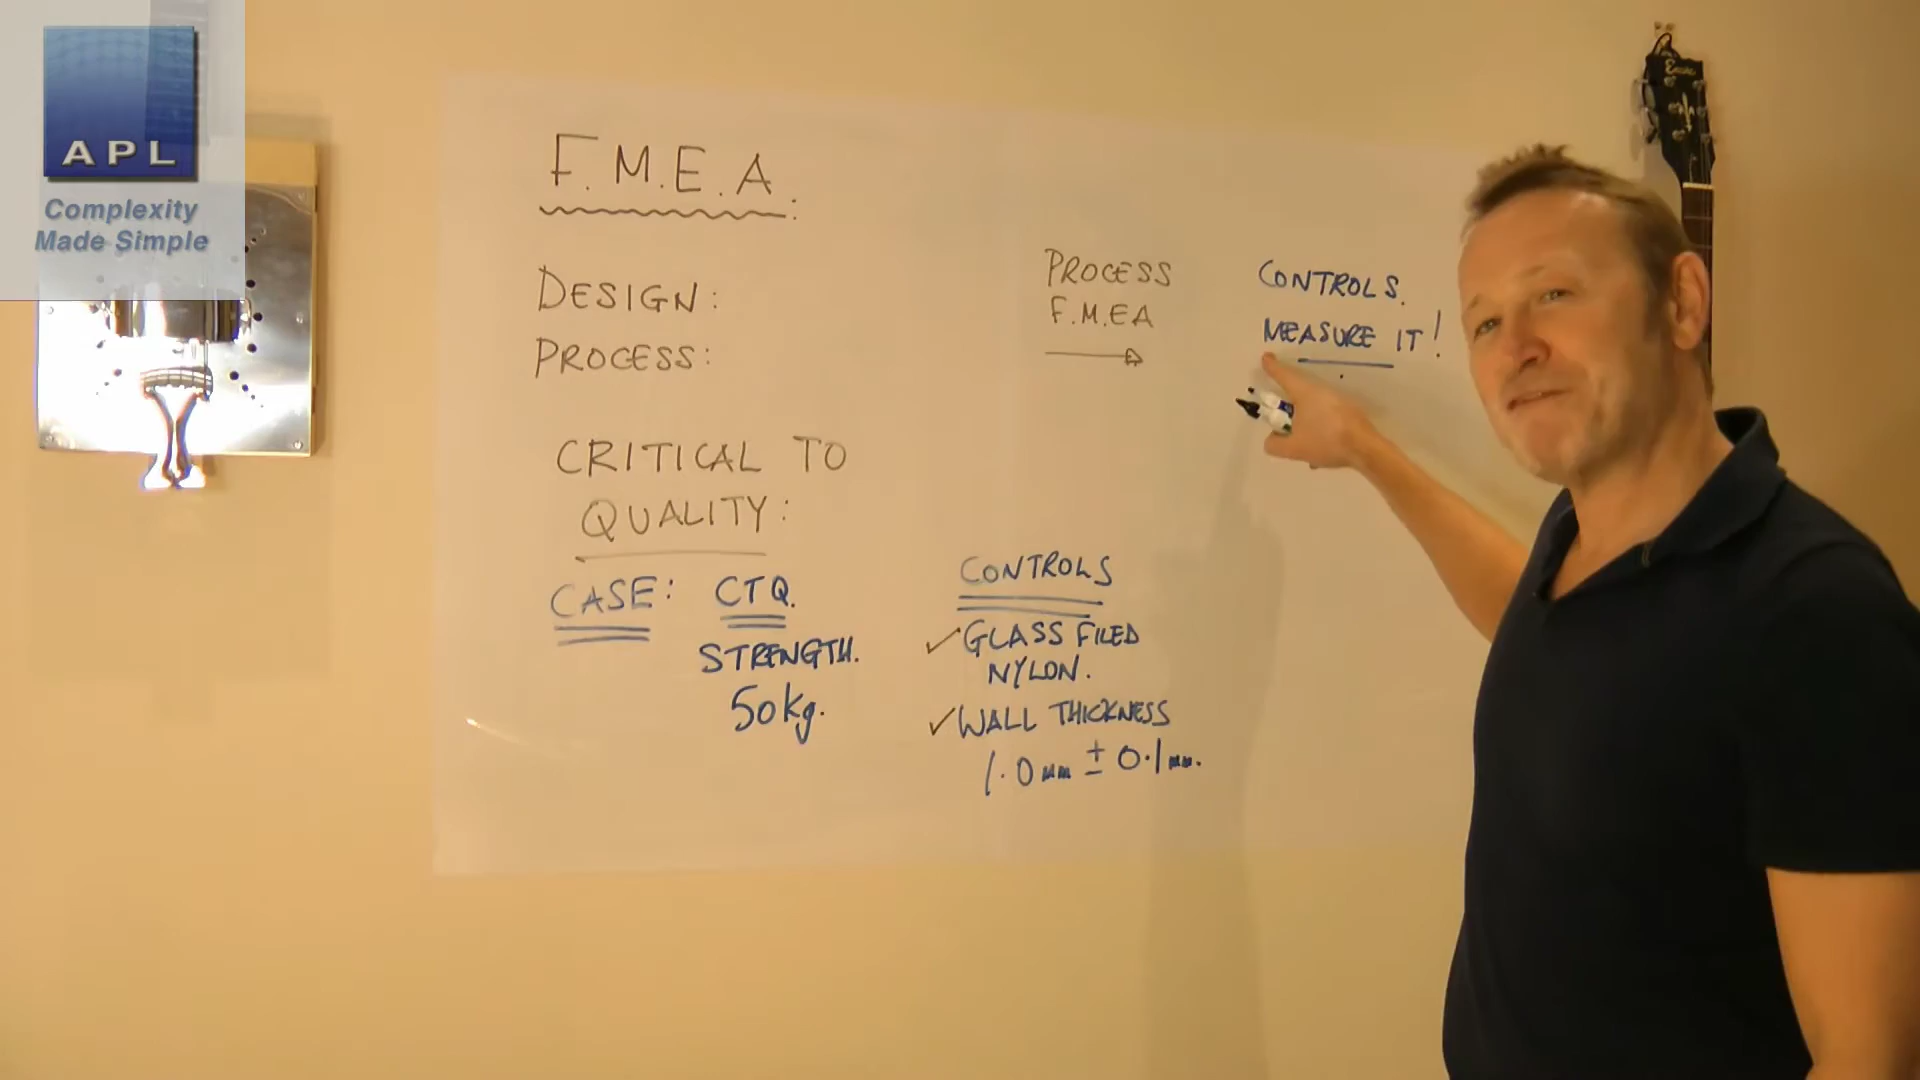 APL
Complexity
Made Simple
F.M.E.A.:
DESIGN:
PROCESS:
PROCESS
F.M.E.A
CONTROLS.
MEASURE IT!
CRITICAL TO
QUALITY:
CASE: CTQ.
STRENGTH.
50kg.
CONTROLS
✓GLASS FILED
NYLON.
✓WALL THICKNESS
1.0mm ± 0.1mm.
Encore